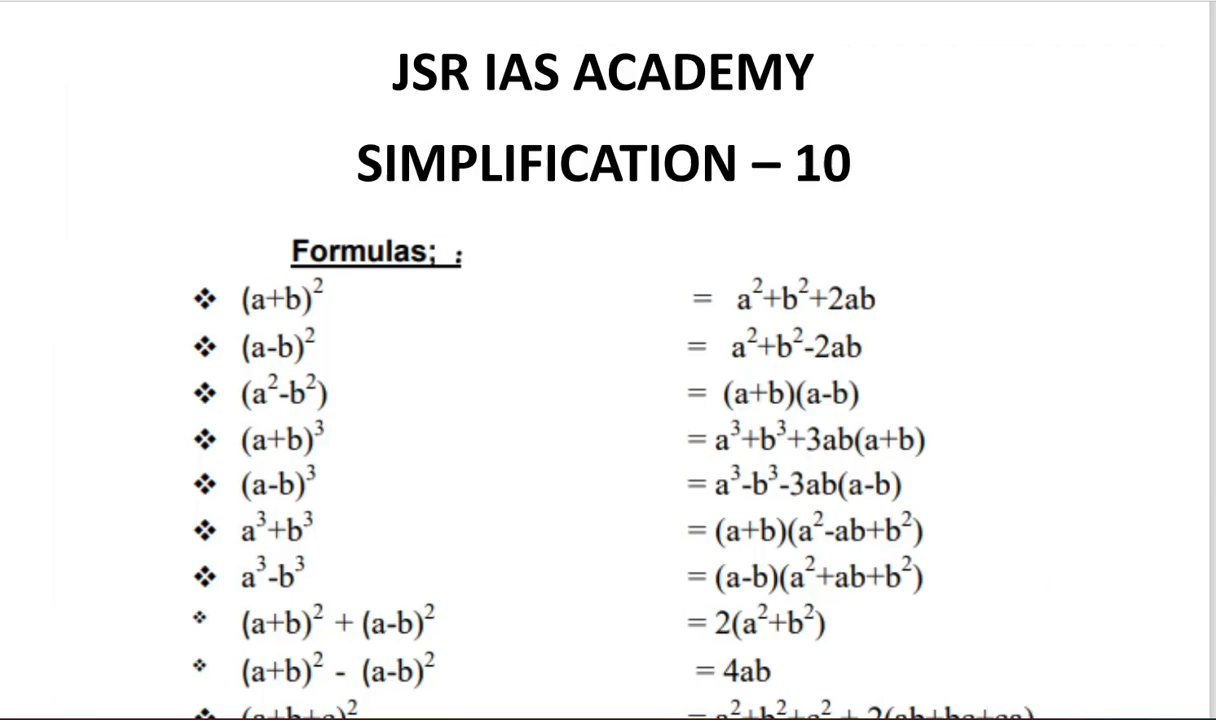 JSR IAS ACADEMY
SIMPLIFICATION – 10
Formulas; :
❖ (a+b)² = a²+b²+2ab
❖ (a-b)² = a²+b²-2ab
❖ (a²-b²) = (a+b)(a-b)
❖ (a+b)³ = a³+b³+3ab(a+b)
❖ (a-b)³ = a³-b³-3ab(a-b)
❖ a³+b³ = (a+b)(a²-ab+b²)
❖ a³-b³ = (a-b)(a²+ab+b²)
❖ (a+b)² + (a-b)² = 2(a²+b²)
❖ (a+b)² - (a-b)² = 4ab